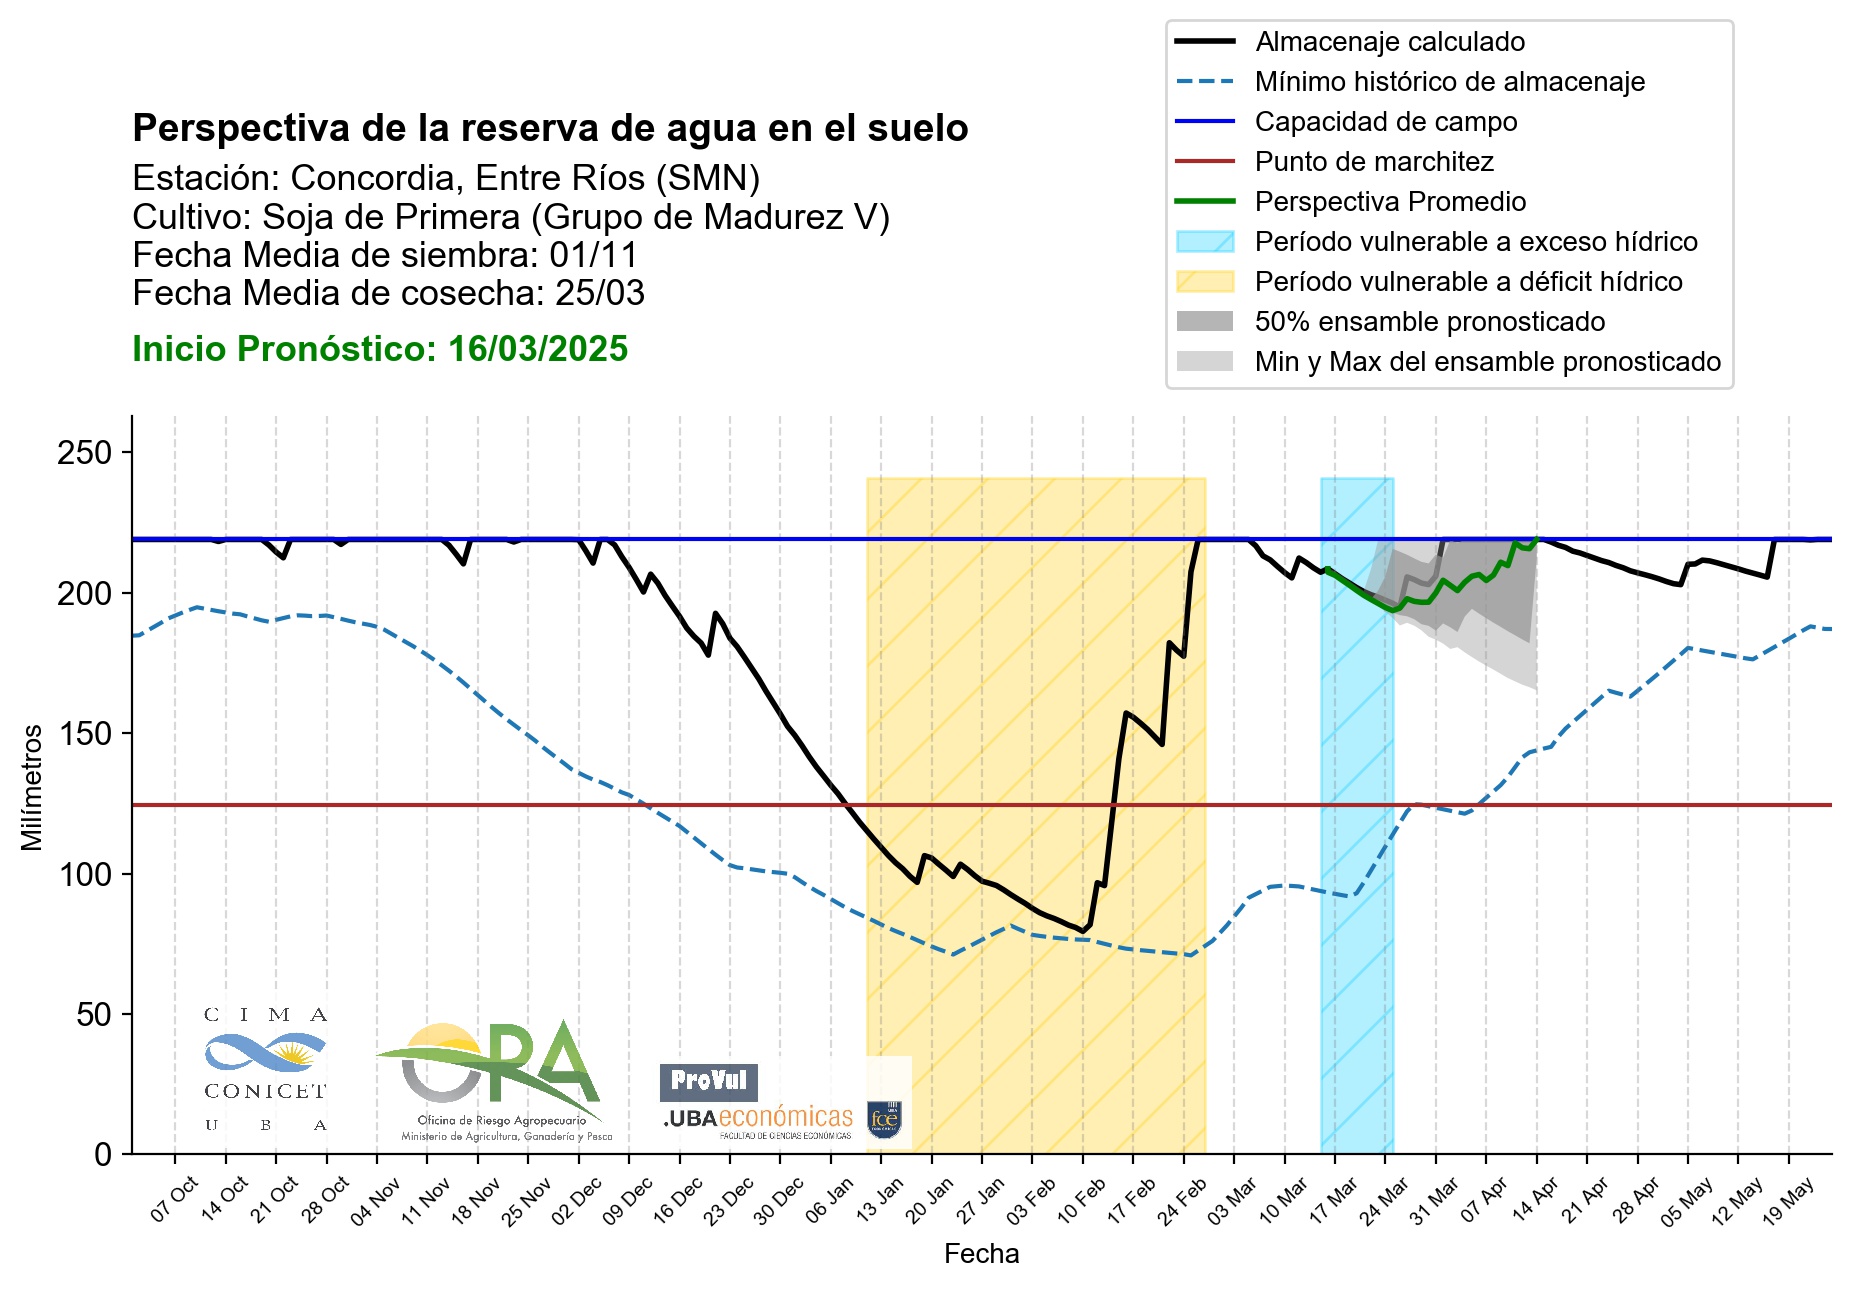 Almacenaje calculado
Mínimo histórico de almacenaje
Capacidad de campo
Punto de marchitez
Perspectiva Promedio
Período vulnerable a exceso hídrico
Período vulnerable a déficit hídrico
50% ensamble pronosticado
Min y Max del ensamble pronosticado
Perspectiva de la reserva de agua en el suelo
Estación: Concordia, Entre Ríos (SMN)
Cultivo: Soja de Primera (Grupo de Madurez V)
Fecha Media de siembra: 01/11
Fecha Media de cosecha: 25/03
Inicio Pronóstico: 16/03/2025
250
200
150
100
50
0
Milímetros
CIMA
CONICET
UBA
OPA
Oficina de Riesgo Agropecuario
Ministerio de Agricultura, Ganadería y Pesca
ProVul
.UBAeconómicas
FACULTAD DE CIENCIAS ECONÓMICAS
UBA
fce
ECONÓMICAS
07 Oct
14 Oct
21 Oct
28 Oct
04 Nov
11 Nov
18 Nov
25 Nov
02 Dec
09 Dec
16 Dec
23 Dec
30 Dec
06 Jan
13 Jan
20 Jan
27 Jan
03 Feb
10 Feb
17 Feb
24 Feb
03 Mar
10 Mar
17 Mar
24 Mar
31 Mar
07 Apr
14 Apr
21 Apr
28 Apr
05 May
12 May
19 May
Fecha